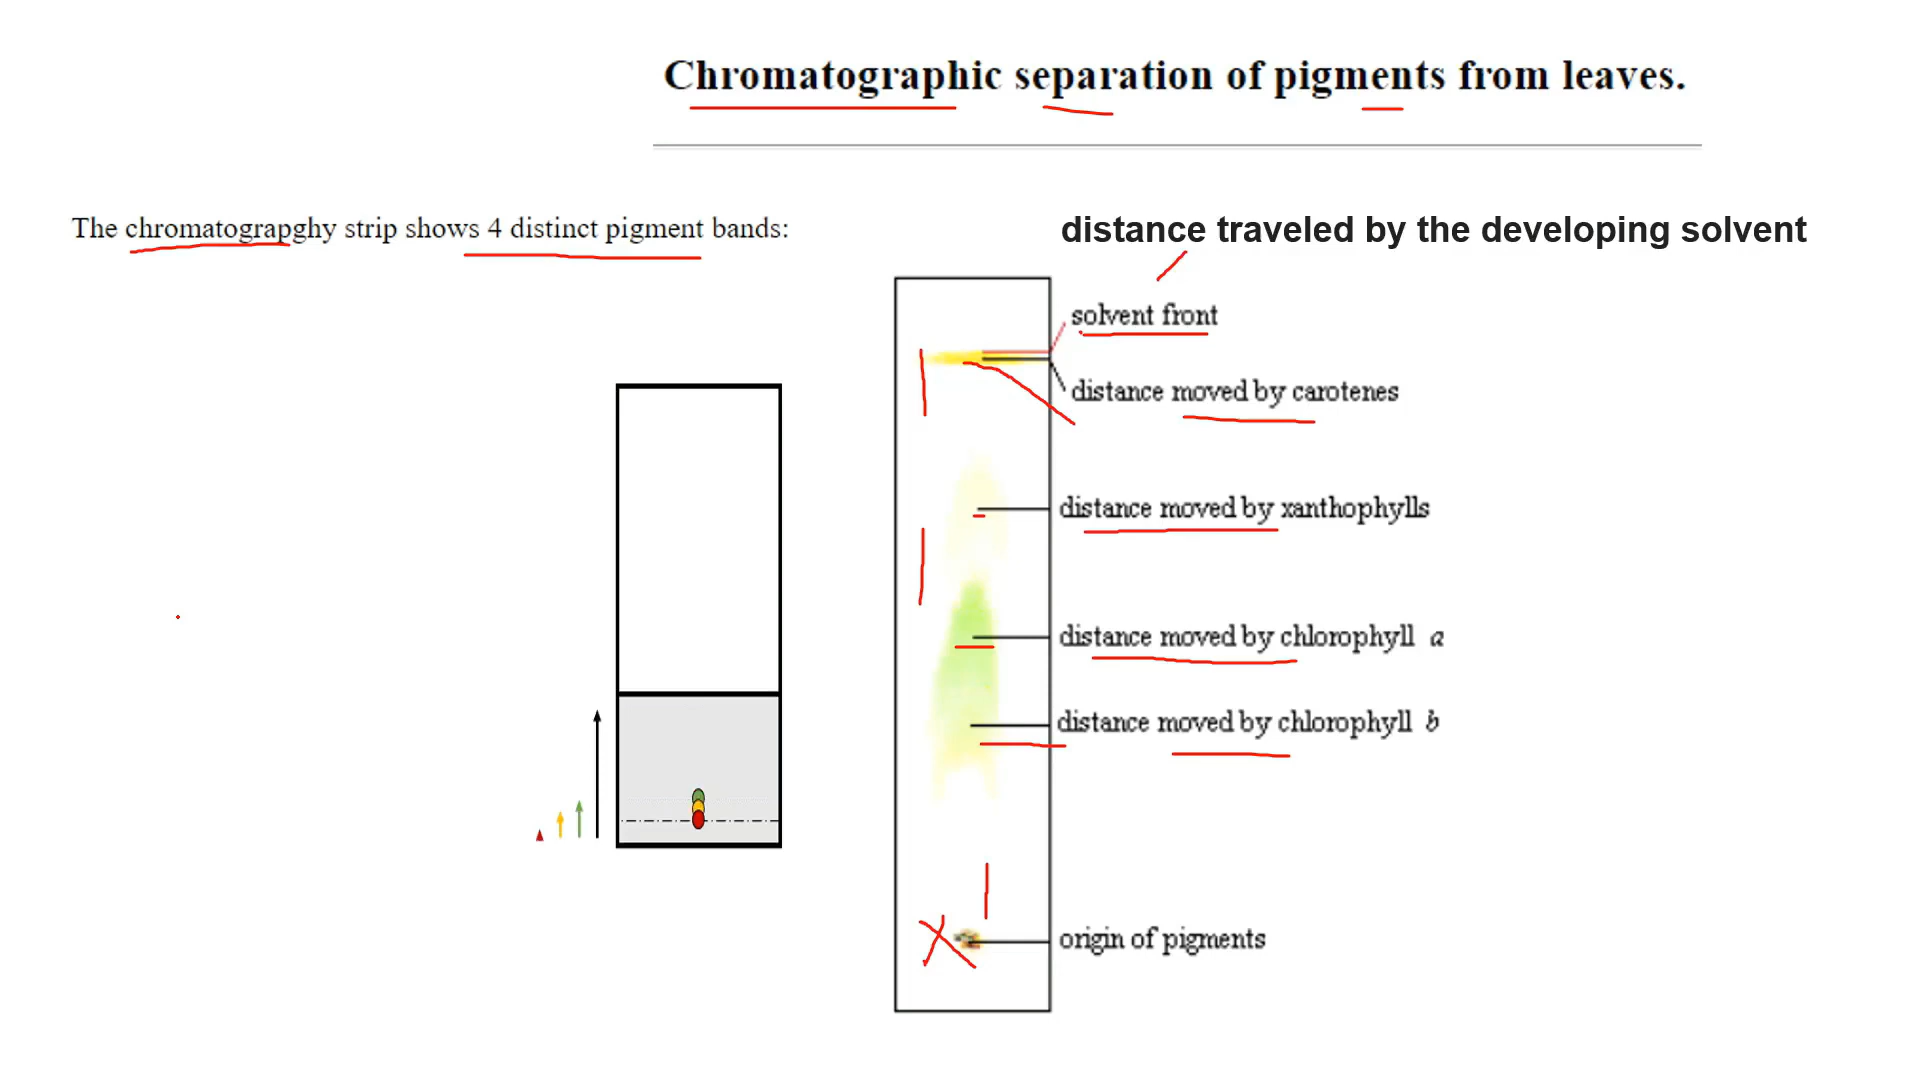 Chromatographic separation of pigments from leaves.
The chromatograpghy strip shows 4 distinct pigment bands:
distance traveled by the developing solvent
solvent front
distance moved by carotenes
distance moved by xanthophylls
distance moved by chlorophyll a
distance moved by chlorophyll b
origin of pigments